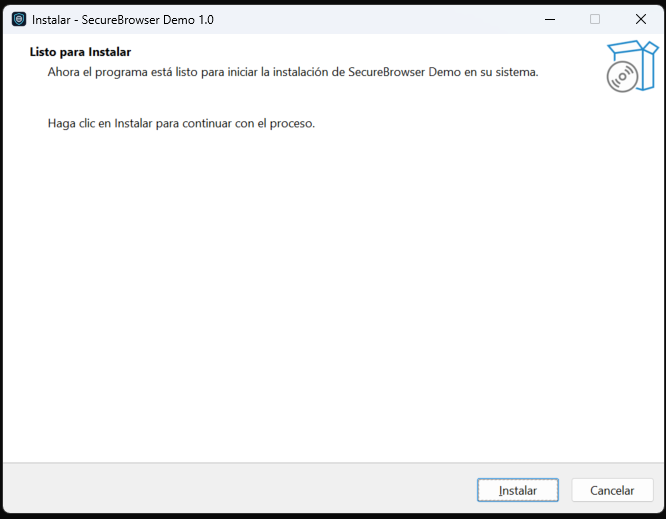 Instalar - SecureBrowser Demo 1.0
Listo para Instalar
Ahora el programa está listo para iniciar la instalación de SecureBrowser Demo en su sistema.
Haga clic en Instalar para continuar con el proceso.
Instalar
Cancelar